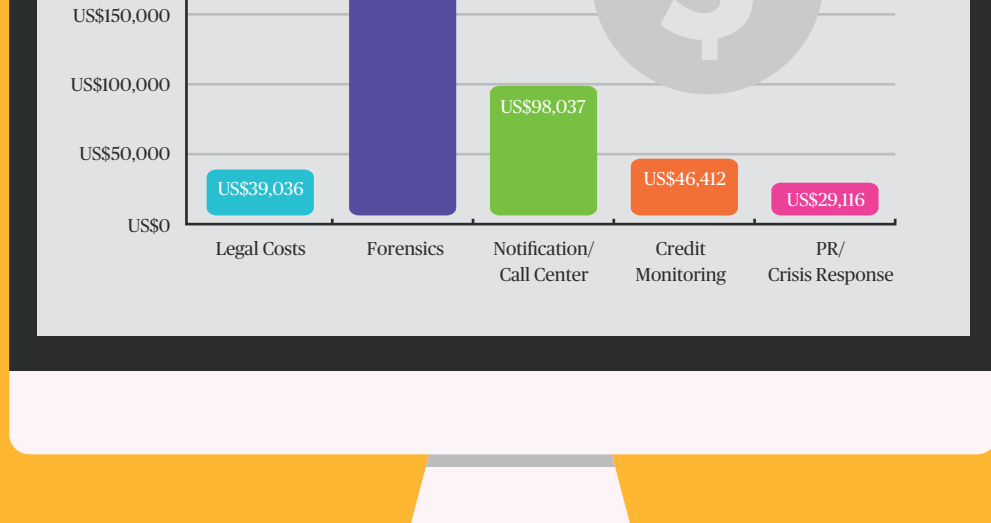 US$150,000
US$100,000
US$98,037
US$50,000
US$39,036
US$46,412
US$29,116
US$0
Legal Costs
Forensics
Notification/
Call Center
Credit
Monitoring
PR/
Crisis Response